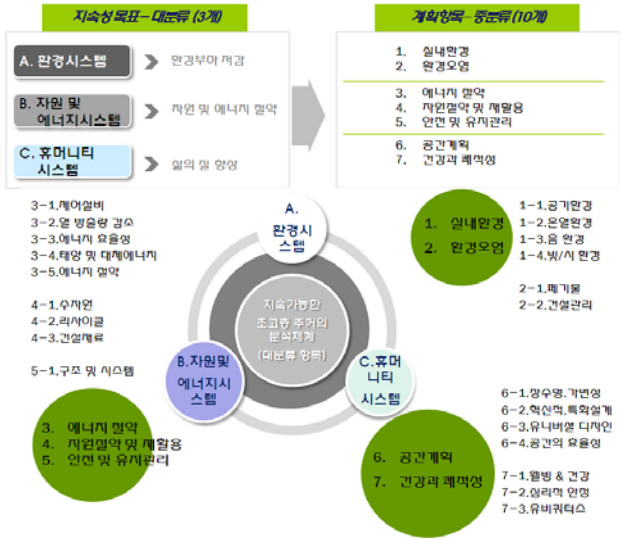 지속성 목표– 대분류 (3개)
A. 환경시스템
환경부하 저감
B. 자원 및
에너지시스템
자원 및 에너지 절약
C. 휴머니티
시스템
삶의 질 향상
계획항목– 중분류 (10개)
1. 실내환경
2. 환경오염
3. 에너지 절약
4. 자원절약 및 재활용
5. 안전 및 유지관리
6. 공간계획
7. 건강과 쾌적성
3–1.제어설비
3–2.열 방출량 감소
3–3.에너지 효율성
3–4.태양 및 대체에너지
3–5.에너지 절약
4–1.수자원
4–2.리사이클
4–3.건설재료
5–1.구조 및 시스템
A.
환경시
스템
지속가능한
초고층 주거의
분석체계
(대분류 항목)
B.자원및
에너지시
스템
C.휴머
니티
시스템
1. 실내환경
2. 환경오염
1–1.공기환경
1–2.온열환경
1–3.음 환경
1–4.빛/시 환경
2–1.폐기물
2–2.건설관리
3. 에너지 절약
4. 자원절약 및 재활용
5. 안전 및 유지관리
6. 공간계획
7. 건강과 쾌적성
6–1.장수명,가변성
6–2.혁신적,특화설계
6–3.유니버셜 디자인
6–4.공간의 효율성
7–1.웰빙 & 건강
7–2.심리적 안정
7–3.유비쿼터스